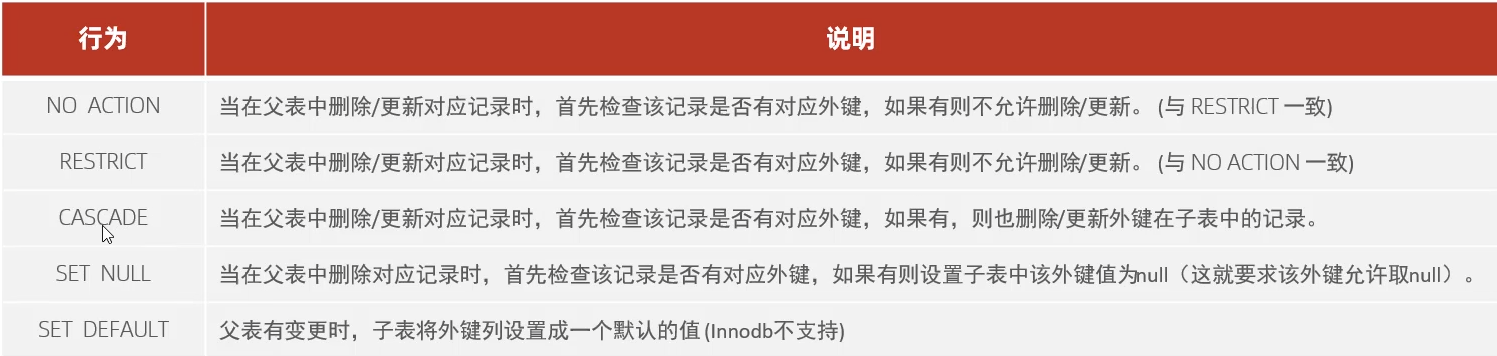 行为 说明
NO ACTION 当在父表中删除/更新对应记录时，首先检查该记录是否有对应外键，如果有则不允许删除/更新。 (与 RESTRICT 一致)
RESTRICT 当在父表中删除/更新对应记录时，首先检查该记录是否有对应外键，如果有则不允许删除/更新。 (与 NO ACTION 一致)
CASCADE 当在父表中删除/更新对应记录时，首先检查该记录是否有对应外键，如果有，则也删除/更新外键在子表中的记录。
SET NULL 当在父表中删除对应记录时，首先检查该记录是否有对应外键，如果有则设置子表中该外键值为null（这就要求该外键允许取null）。
SET DEFAULT 父表有变更时，子表将外键列设置成一个默认的值 (Innodb不支持)